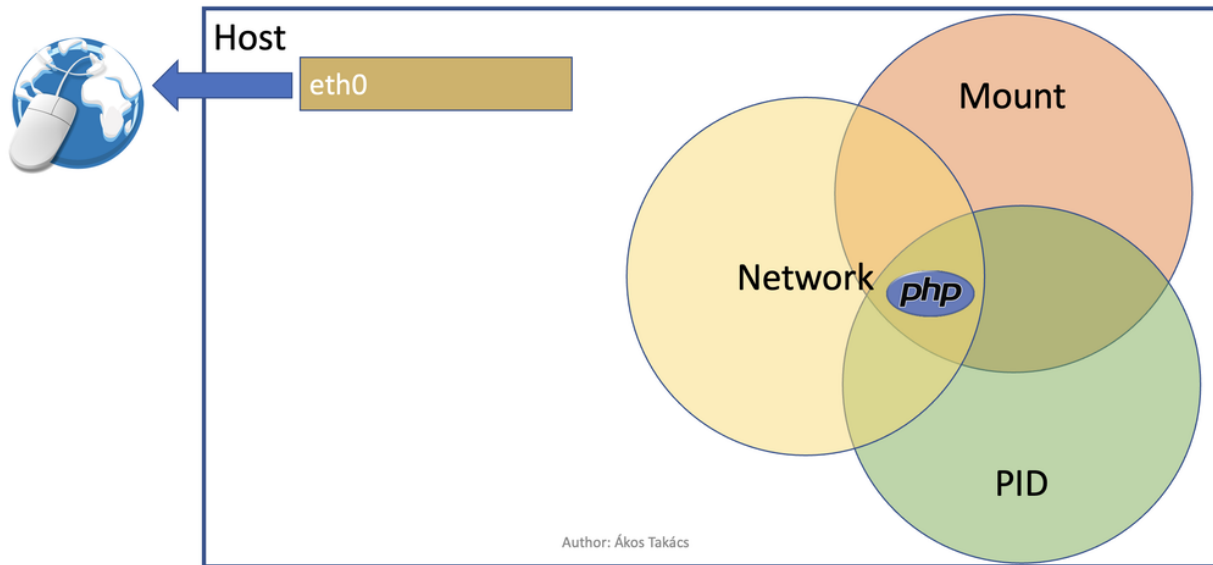 Host
eth0
Mount
Network
php
PID
Author: Ákos Takács